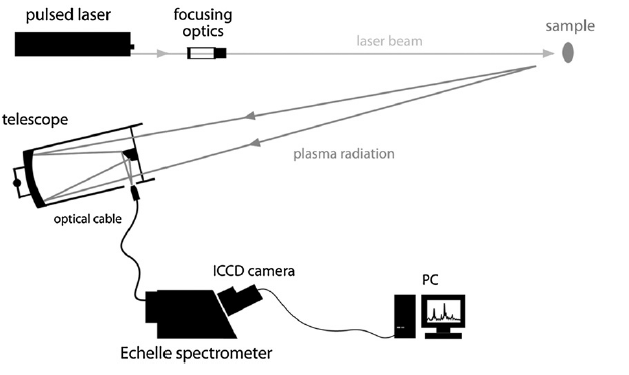 pulsed laser
focusing
optics
sample
laser beam
telescope
plasma radiation
optical cable
ICCD camera
PC
Echelle spectrometer